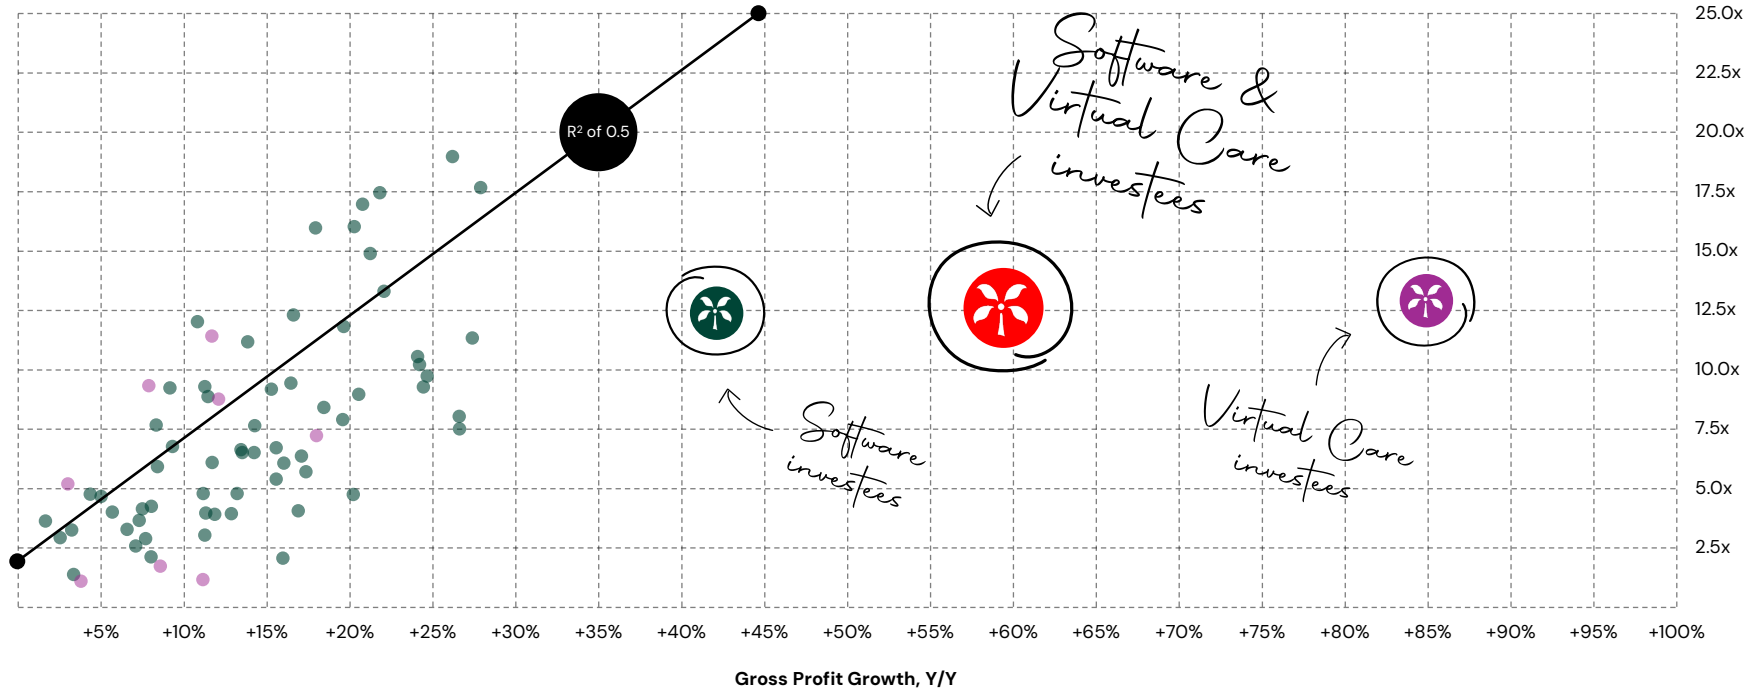 25.0x
22.5x
20.0x
17.5x
15.0x
12.5x
10.0x
7.5x
5.0x
2.5x
R² of 0.5
Software &
Virtual Care
investees
Software
investees
Virtual Care
investees
+5% +10% +15% +20% +25% +30% +35% +40% +45% +50% +55% +60% +65% +70% +75% +80% +85% +90% +95% +100%
Gross Profit Growth, Y/Y